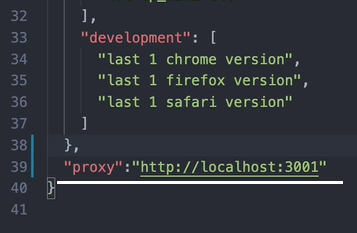 32 ],
33 "development": [
34 "last 1 chrome version",
35 "last 1 firefox version",
36 "last 1 safari version"
37 ]
38 },
39 "proxy":"http://localhost:3001"
40 }
41